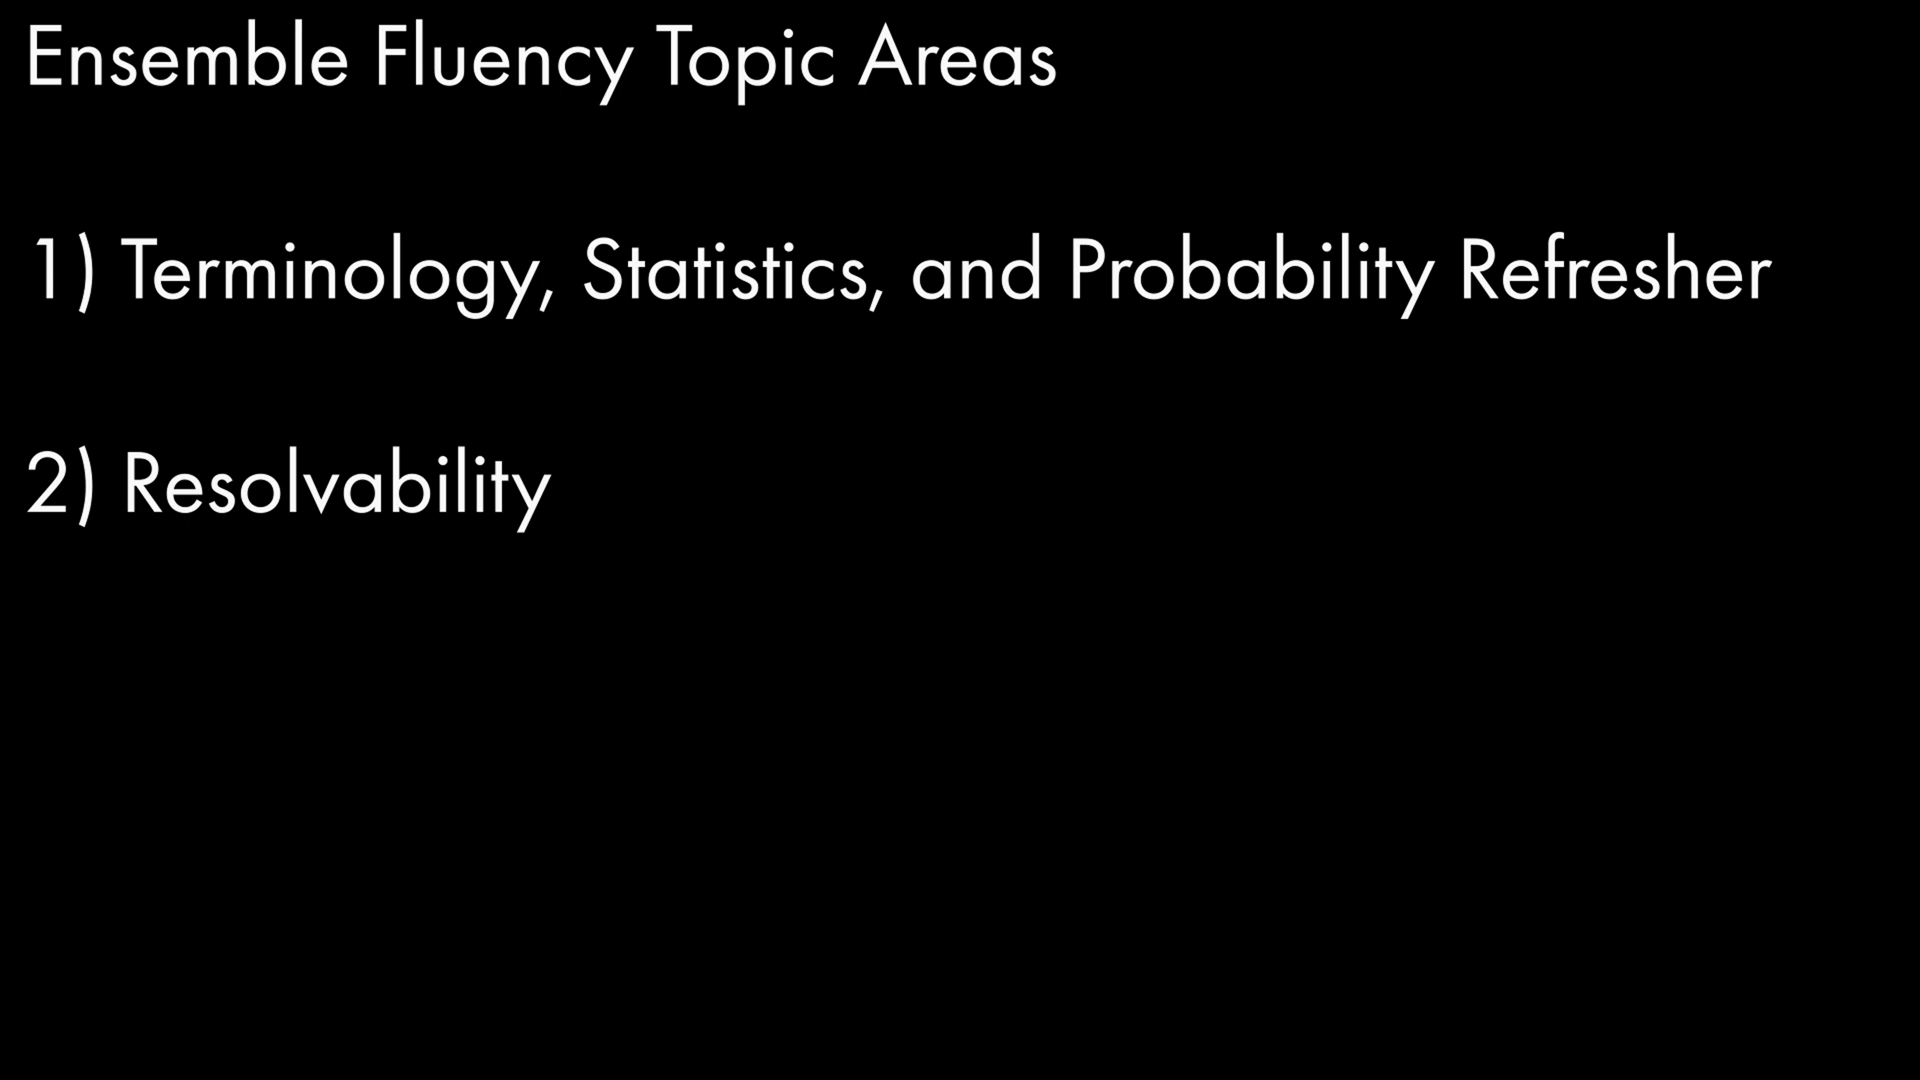 Ensemble Fluency Topic Areas
1) Terminology, Statistics, and Probability Refresher
2) Resolvability